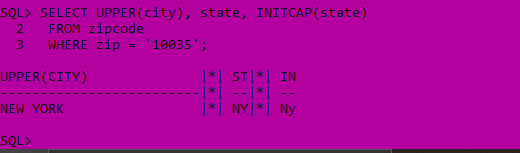 SQL> SELECT UPPER(city), state, INITCAP(state)
  2    FROM zipcode
  3   WHERE zip = '10035';
UPPER(CITY)               |*| ST|*| IN
-------------------------|*| --|*| --
NEW YORK                  |*| NY|*| Ny
SQL>